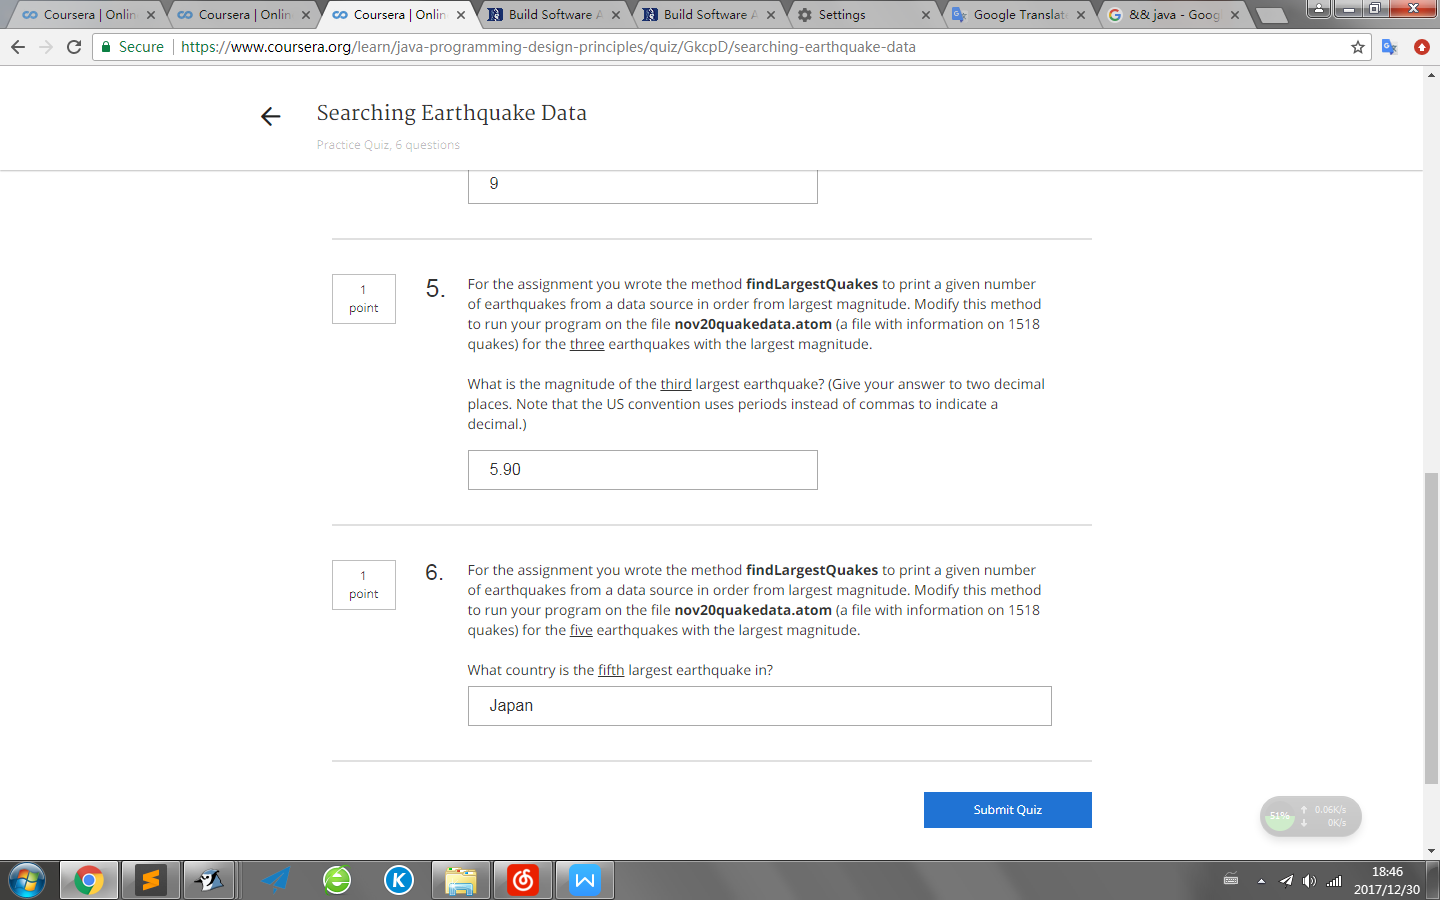 Coursera | Onlin
Coursera | Onlin
Coursera | Onlin
Build Software A
Build Software A
Settings
Google Translat
&& java - Goog
Secure
https://www.coursera.org/learn/java-programming-design-principles/quiz/GkcpD/searching-earthquake-data
Searching Earthquake Data
Practice Quiz, 6 questions
9
1
point
5.
For the assignment you wrote the method findLargestQuakes to print a given number
of earthquakes from a data source in order from largest magnitude. Modify this method
to run your program on the file nov20quakedata.atom (a file with information on 1518
quakes) for the three earthquakes with the largest magnitude.
What is the magnitude of the third largest earthquake? (Give your answer to two decimal
places. Note that the US convention uses periods instead of commas to indicate a
decimal.)
5.90
1
point
6.
For the assignment you wrote the method findLargestQuakes to print a given number
of earthquakes from a data source in order from largest magnitude. Modify this method
to run your program on the file nov20quakedata.atom (a file with information on 1518
quakes) for the five earthquakes with the largest magnitude.
What country is the fifth largest earthquake in?
Japan
Submit Quiz
51%
0.06K/s
0K/s
18:46
2017/12/30